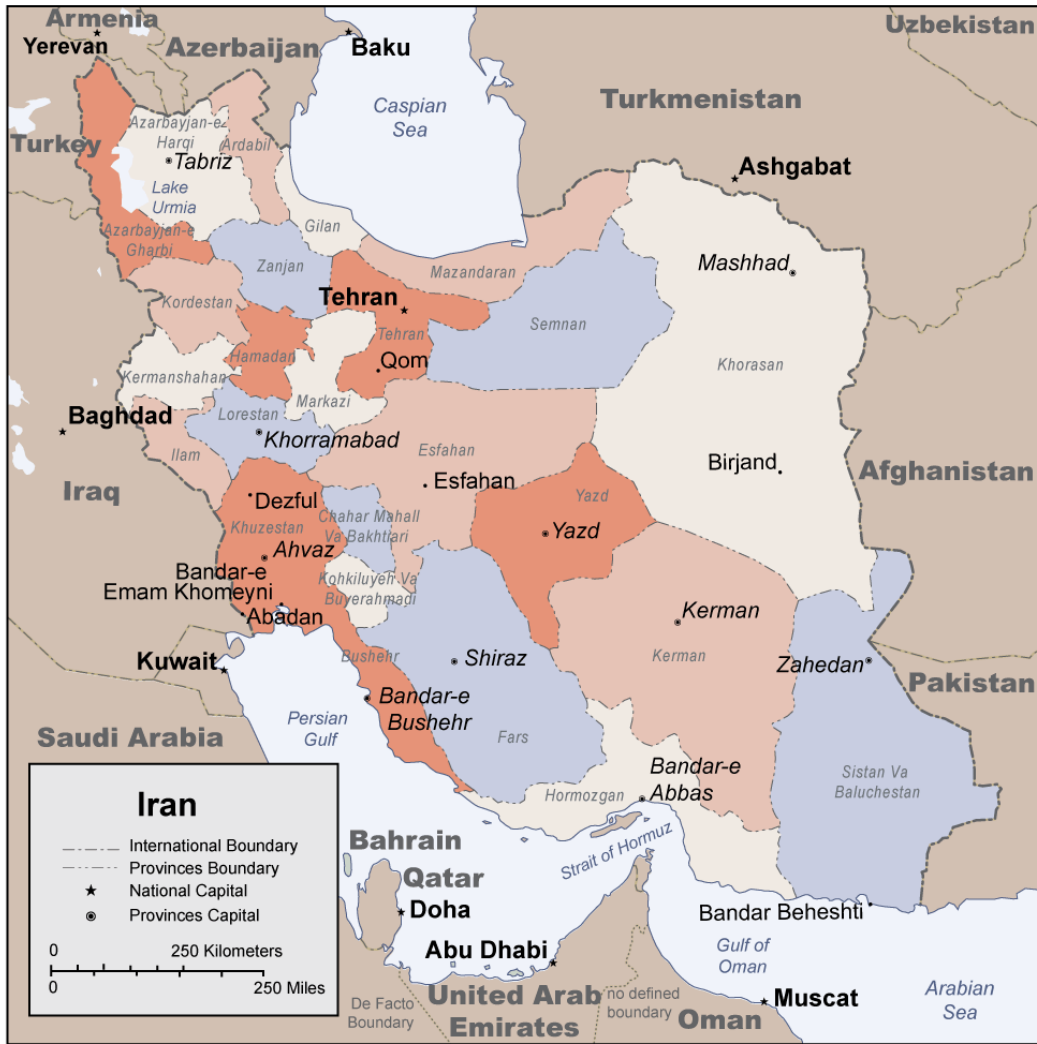 Armenia
Yerevan
Azerbaijan
Baku
Uzbekistan
Caspian
Sea
Turkmenistan
Turkey
Azarbayjan-e
Harqi
Ardabil
Tabriz
Ashgabat
Lake
Urmia
Azarbayjan-e
Gharbi
Gilan
Zanjan
Mazandaran
Mashhad
Kordestan
Tehran
Semnan
Tehran
Hamadan
Qom
Khorasan
Kermanshahan
Markazi
Baghdad
Lorestan
Khorramabad
Ilam
Esfahan
Esfahan
Birjand
Afghanistan
Iraq
Dezful
Khuzestan
Chahar Mahall
Va Bakhtiari
Yazd
Yazd
Ahvaz
Bandar-e
Emam Khomeyni
Kohkiluyeh Va
Buyerahmadi
Abadan
Kerman
Kerman
Kuwait
Bushehr
Shiraz
Zahedan
Pakistan
Bandar-e
Bushehr
Persian
Gulf
Saudi Arabia
Fars
Bandar-e
Abbas
Hormozgan
Sistan Va
Baluchestan
Strait of Hormuz
Bahrain
Qatar
Doha
Bandar Beheshti
Abu Dhabi
Gulf of
Oman
United Arab
Emirates
De Facto
Boundary
no defined
boundary
Oman
Muscat
Arabian
Sea
Iran
International Boundary
Provinces Boundary
National Capital
Provinces Capital
0 250 Kilometers
0 250 Miles